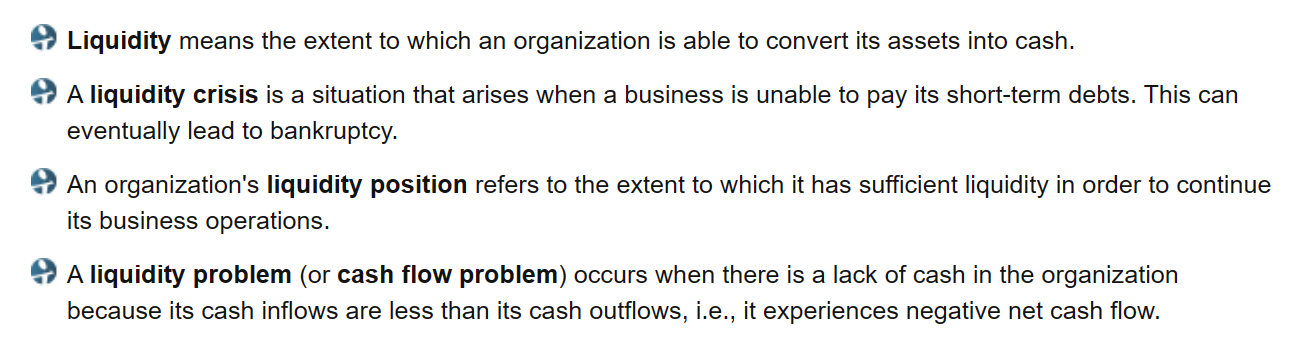 Liquidity means the extent to which an organization is able to convert its assets into cash.
A liquidity crisis is a situation that arises when a business is unable to pay its short-term debts. This can
eventually lead to bankruptcy.
An organization's liquidity position refers to the extent to which it has sufficient liquidity in order to continue
its business operations.
A liquidity problem (or cash flow problem) occurs when there is a lack of cash in the organization
because its cash inflows are less than its cash outflows, i.e., it experiences negative net cash flow.